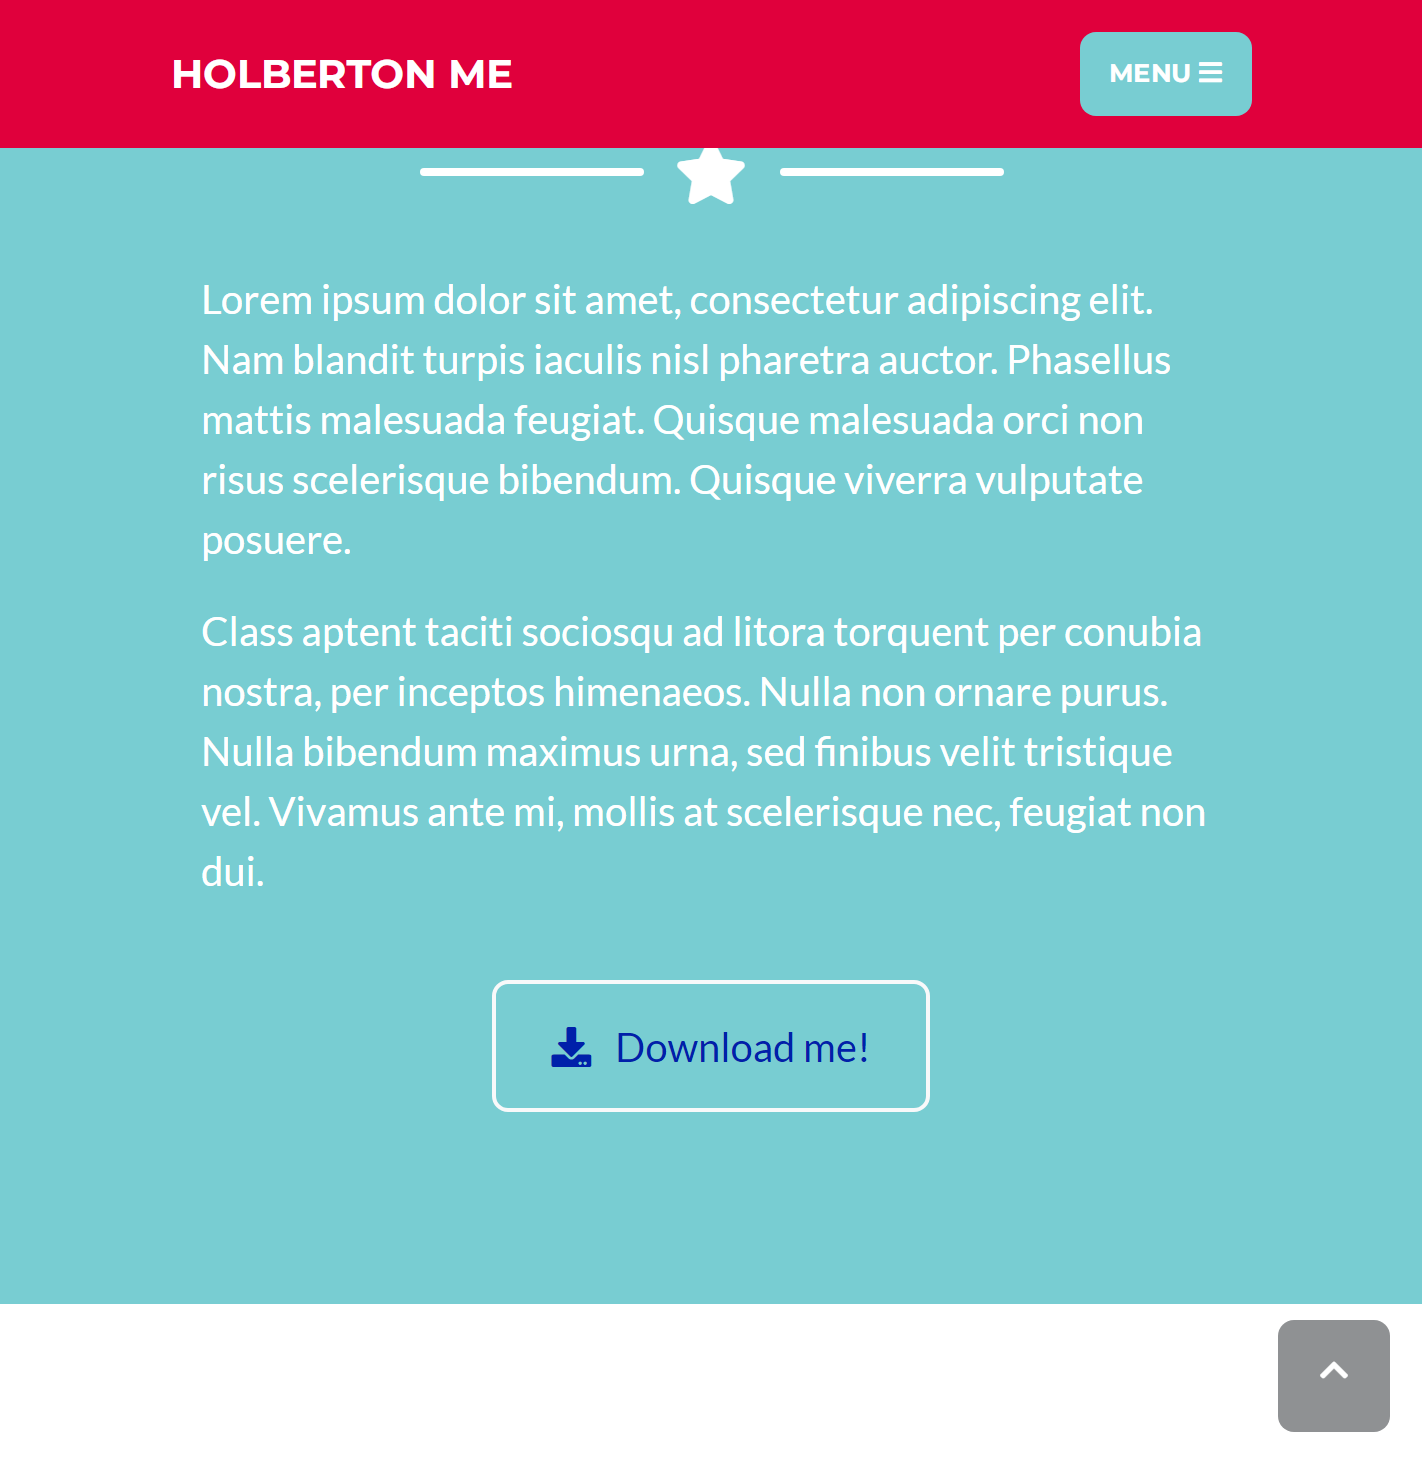 HOLBERTON ME
MENU
Lorem ipsum dolor sit amet, consectetur adipiscing elit.
Nam blandit turpis iaculis nisl pharetra auctor. Phasellus
mattis malesuada feugiat. Quisque malesuada orci non
risus scelerisque bibendum. Quisque viverra vulputate
posuere.
Class aptent taciti sociosqu ad litora torquent per conubia
nostra, per inceptos himenaeos. Nulla non ornare purus.
Nulla bibendum maximus urna, sed finibus velit tristique
vel. Vivamus ante mi, mollis at scelerisque nec, feugiat non
dui.
Download me!